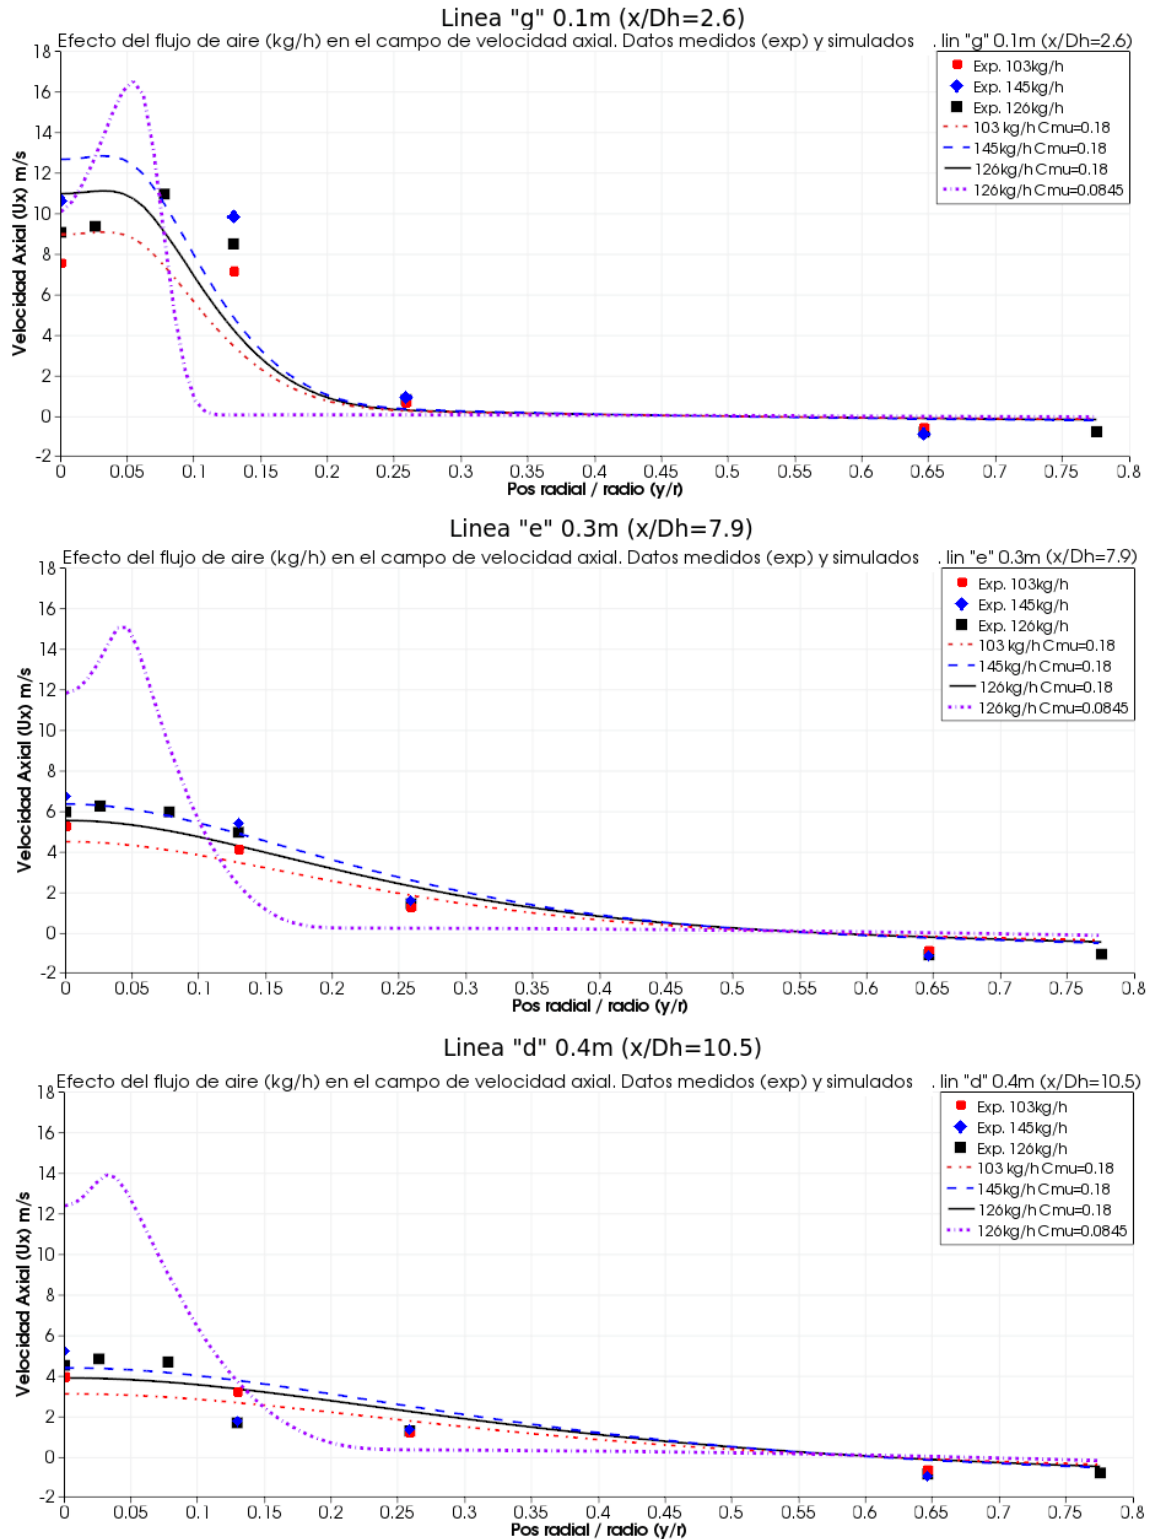 Linea "g" 0.1m (x/Dh=2.6)
Efecto del flujo de aire (kg/h) en el campo de velocidad axial. Datos medidos (exp) y simulados . lin "g" 0.1m (x/Dh=2.6)
Exp. 103kg/h
Exp. 145kg/h
Exp. 126kg/h
103 kg/h Cmu=0.18
145kg/h Cmu=0.18
126kg/h Cmu=0.18
126kg/h Cmu=0.0845
Velocidad Axial (Ux) m/s
18
16
14
12
10
8
6
4
2
0
-2
0 0.05 0.1 0.15 0.2 0.25 0.3 0.35 0.4 0.45 0.5 0.55 0.6 0.65 0.7 0.75 0.8
Pos radial / radio (y/r)
Linea "e" 0.3m (x/Dh=7.9)
Efecto del flujo de aire (kg/h) en el campo de velocidad axial. Datos medidos (exp) y simulados . lin "e" 0.3m (x/Dh=7.9)
Exp. 103kg/h
Exp. 145kg/h
Exp. 126kg/h
103 kg/h Cmu=0.18
145kg/h Cmu=0.18
126kg/h Cmu=0.18
126kg/h Cmu=0.0845
Velocidad Axial (Ux) m/s
18
16
14
12
10
8
6
4
2
0
-2
0 0.05 0.1 0.15 0.2 0.25 0.3 0.35 0.4 0.45 0.5 0.55 0.6 0.65 0.7 0.75 0.8
Pos radial / radio (y/r)
Linea "d" 0.4m (x/Dh=10.5)
Efecto del flujo de aire (kg/h) en el campo de velocidad axial. Datos medidos (exp) y simulados . lin "d" 0.4m (x/Dh=10.5)
Exp. 103kg/h
Exp. 145kg/h
Exp. 126kg/h
103 kg/h Cmu=0.18
145kg/h Cmu=0.18
126kg/h Cmu=0.18
126kg/h Cmu=0.0845
Velocidad Axial (Ux) m/s
18
16
14
12
10
8
6
4
2
0
-2
0 0.05 0.1 0.15 0.2 0.25 0.3 0.35 0.4 0.45 0.5 0.55 0.6 0.65 0.7 0.75 0.8
Pos radial / radio (y/r)